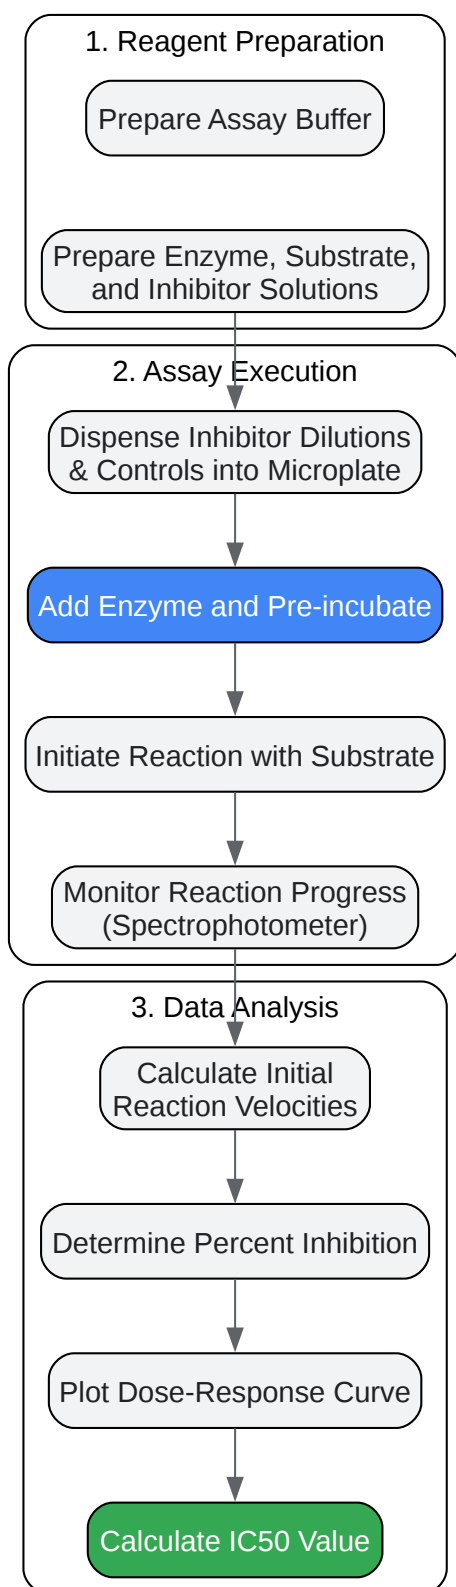 1. Reagent Preparation
Prepare Assay Buffer
Prepare Enzyme, Substrate,
and Inhibitor Solutions
2. Assay Execution
Dispense Inhibitor Dilutions
& Controls into Microplate
Add Enzyme and Pre-incubate
Initiate Reaction with Substrate
Monitor Reaction Progress
(Spectrophotometer)
3. Data Analysis
Calculate Initial
Reaction Velocities
Determine Percent Inhibition
Plot Dose-Response Curve
Calculate IC50 Value